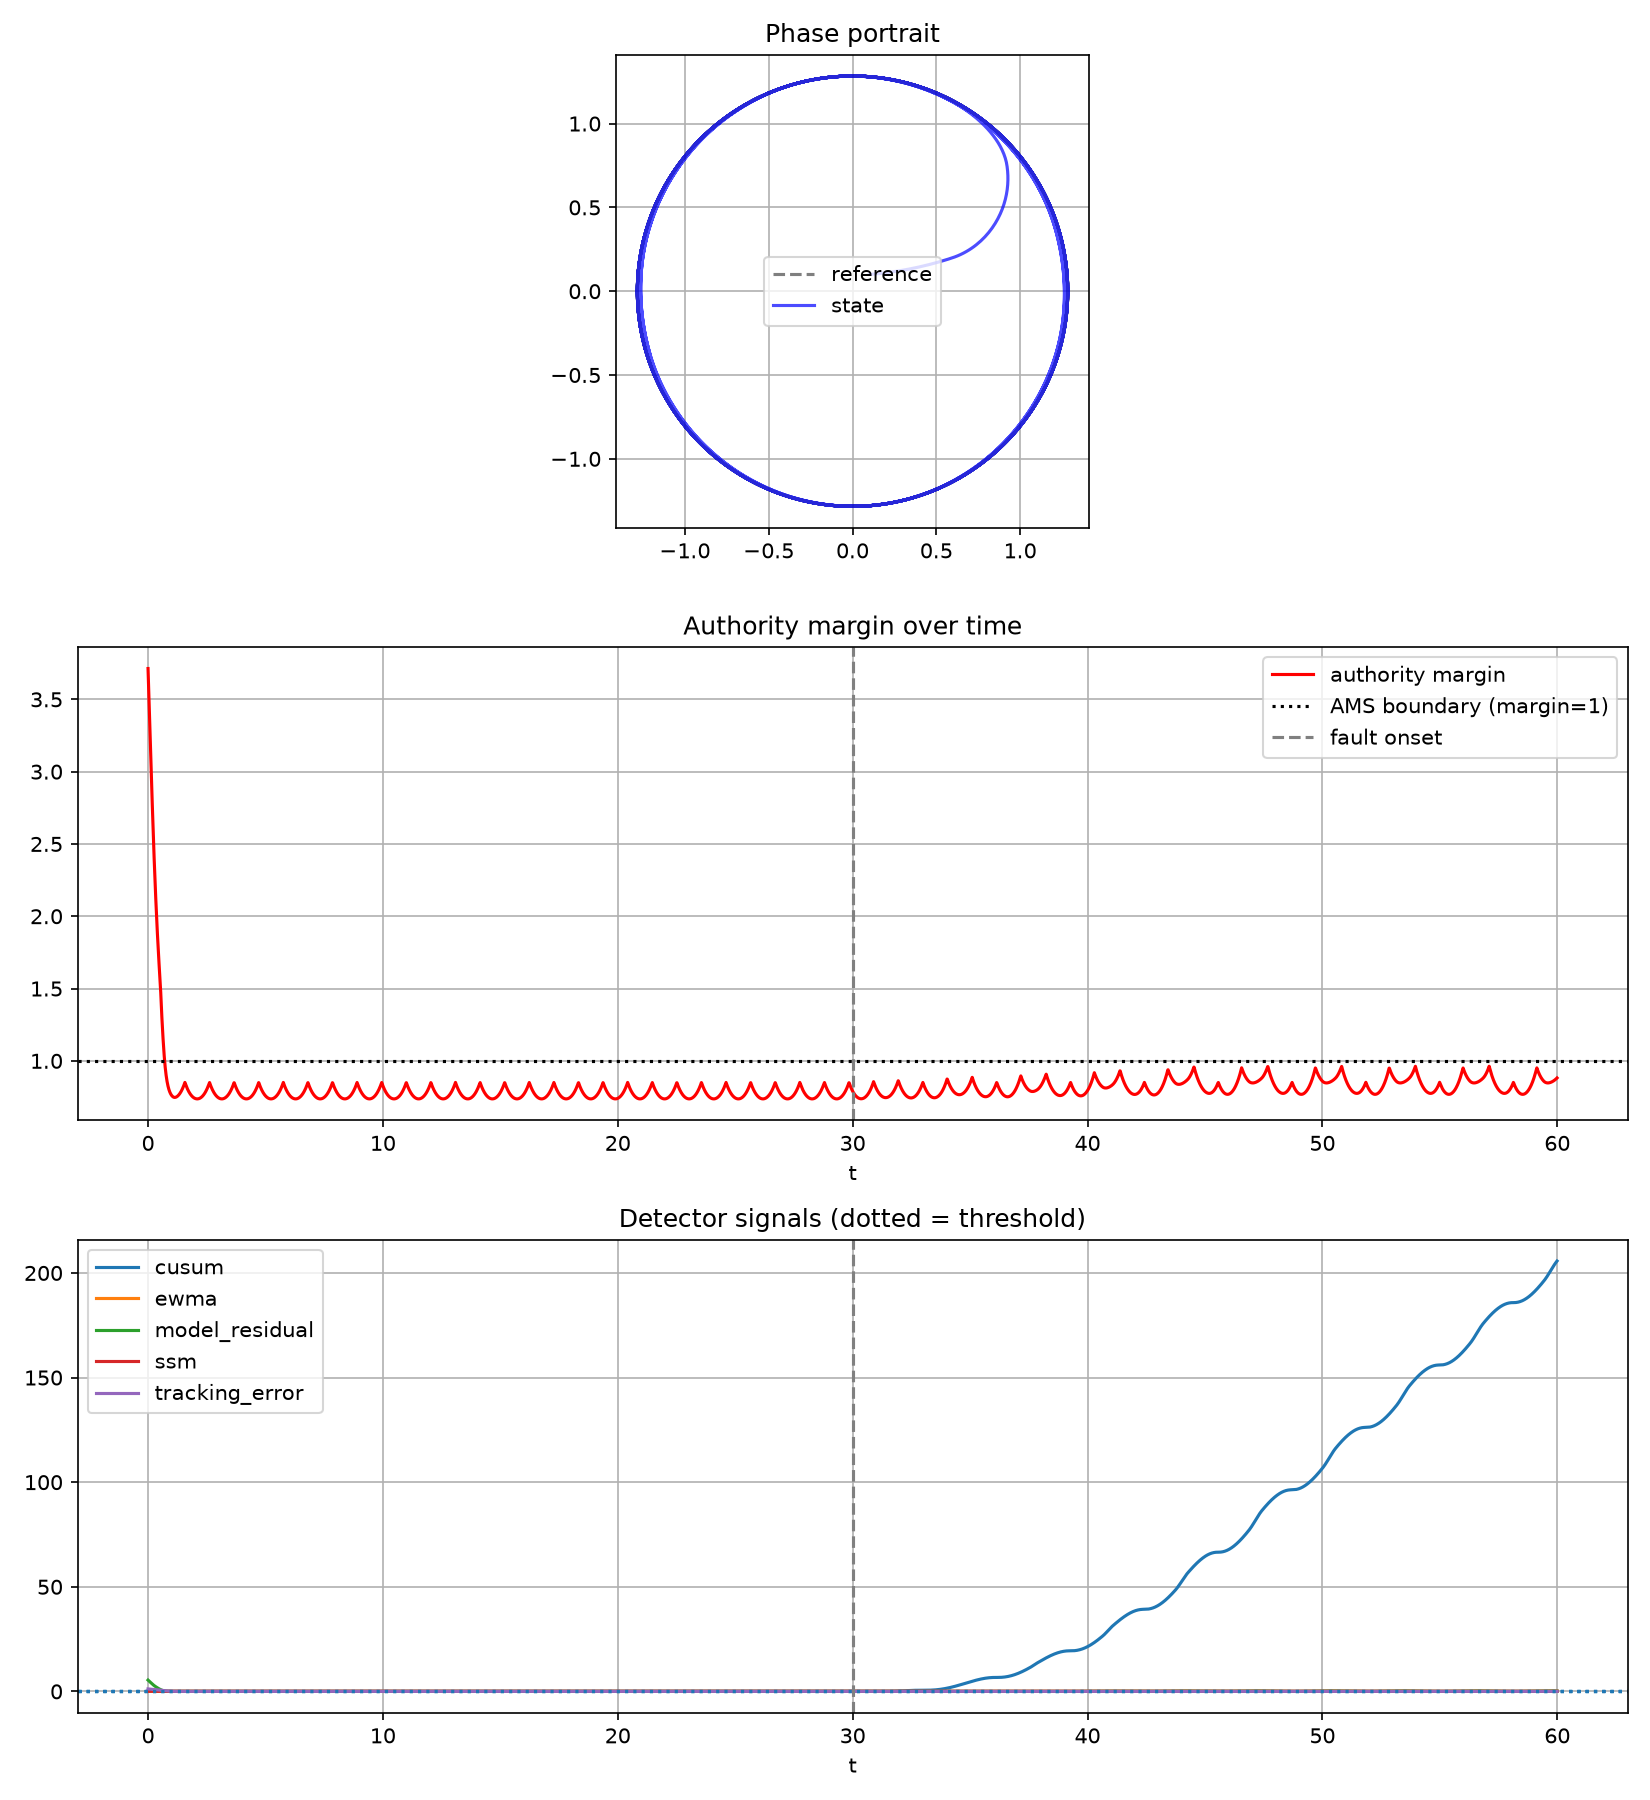 Phase portrait
1.0
0.5
0.0
−0.5
−1.0
reference
state
−1.0 −0.5 0.0 0.5 1.0
Authority margin over time
3.5
3.0
2.5
2.0
1.5
1.0
authority margin
AMS boundary (margin=1)
fault onset
0 10 20 30 40 50 60
t
Detector signals (dotted = threshold)
200
150
100
50
0
cusum
ewma
model_residual
ssm
tracking_error
0 10 20 30 40 50 60
t